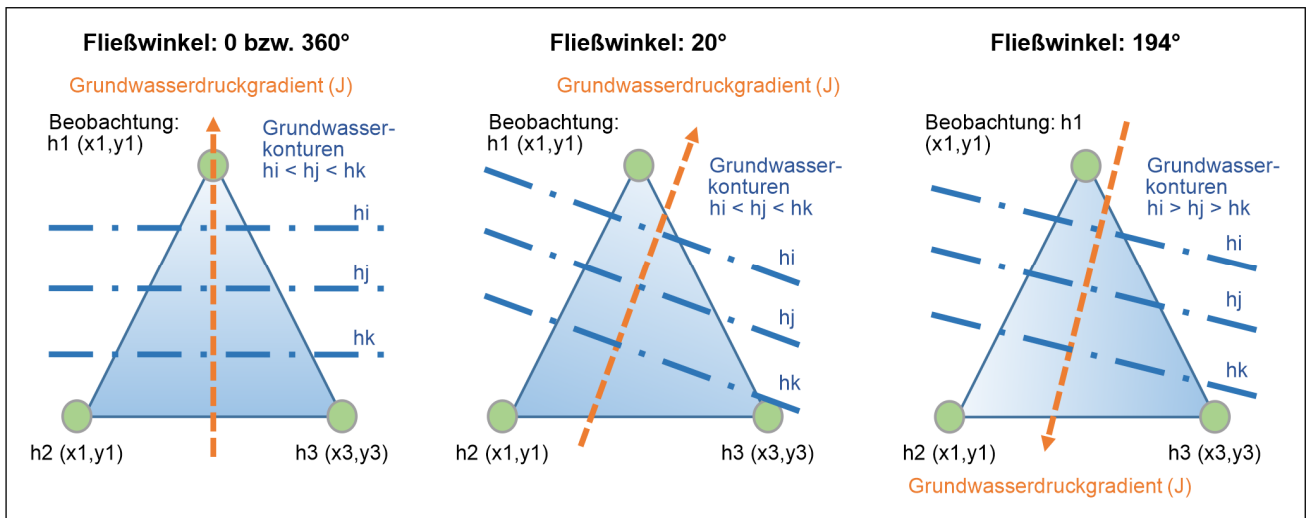 Fließwinkel: 0 bzw. 360°
Grundwasserdruckgradient (J)
Beobachtung:
h1 (x1,y1)
Grundwasser-
konturen
hi < hj < hk
hi
hj
hk
h2 (x1,y1)
h3 (x3,y3)
Fließwinkel: 20°
Grundwasserdruckgradient (J)
Beobachtung:
h1 (x1,y1)
Grundwasser-
konturen
hi < hj < hk
hi
hj
hk
h2 (x1,y1)
h3 (x3,y3)
Fließwinkel: 194°
Beobachtung: h1
(x1,y1)
Grundwasser-
konturen
hi > hj > hk
hi
hj
hk
h2 (x1,y1)
h3 (x3,y3)
Grundwasserdruckgradient (J)